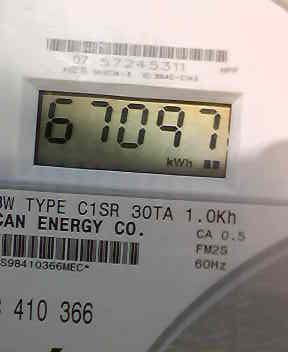 07 57245311
67097
kWh
W TYPE C1SR 30TA 1.0Kh
CAN ENERGY CO.
CA 0.5
FM2S
60Hz
S98410366MEC*
410 366